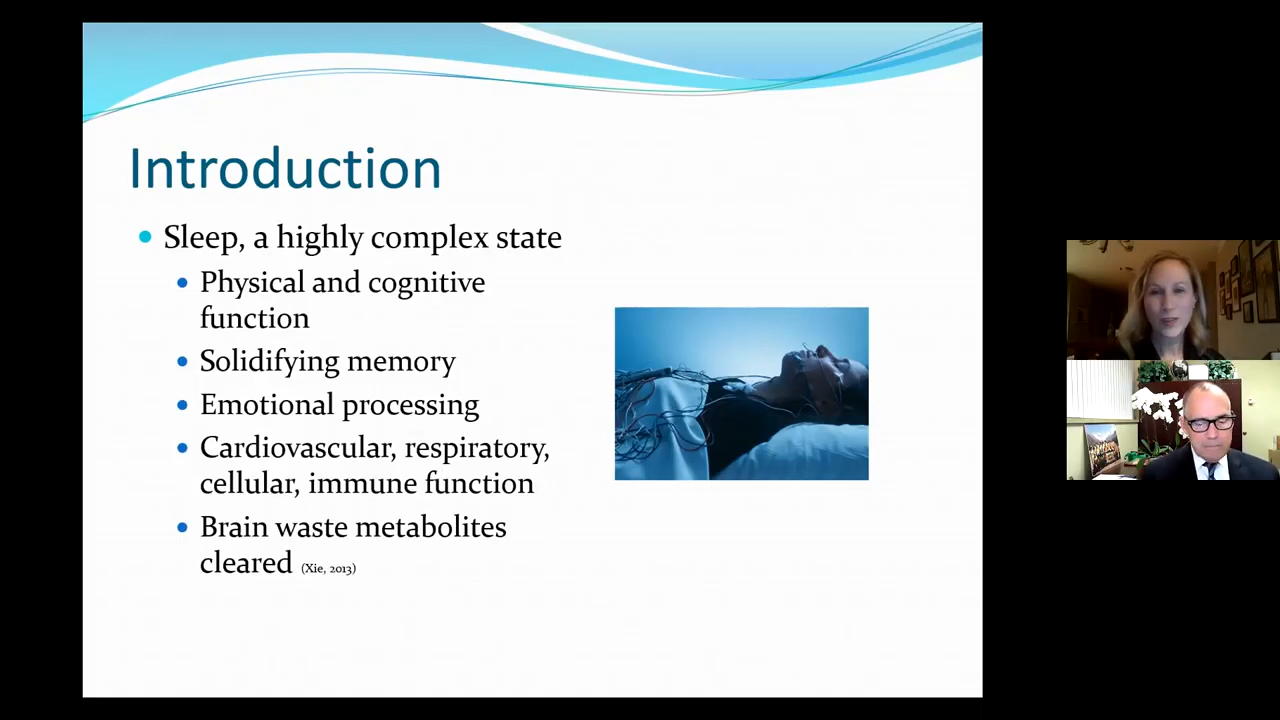 Introduction
Sleep, a highly complex state
Physical and cognitive
function
Solidifying memory
Emotional processing
Cardiovascular, respiratory,
cellular, immune function
Brain waste metabolites
cleared (Xie, 2013)